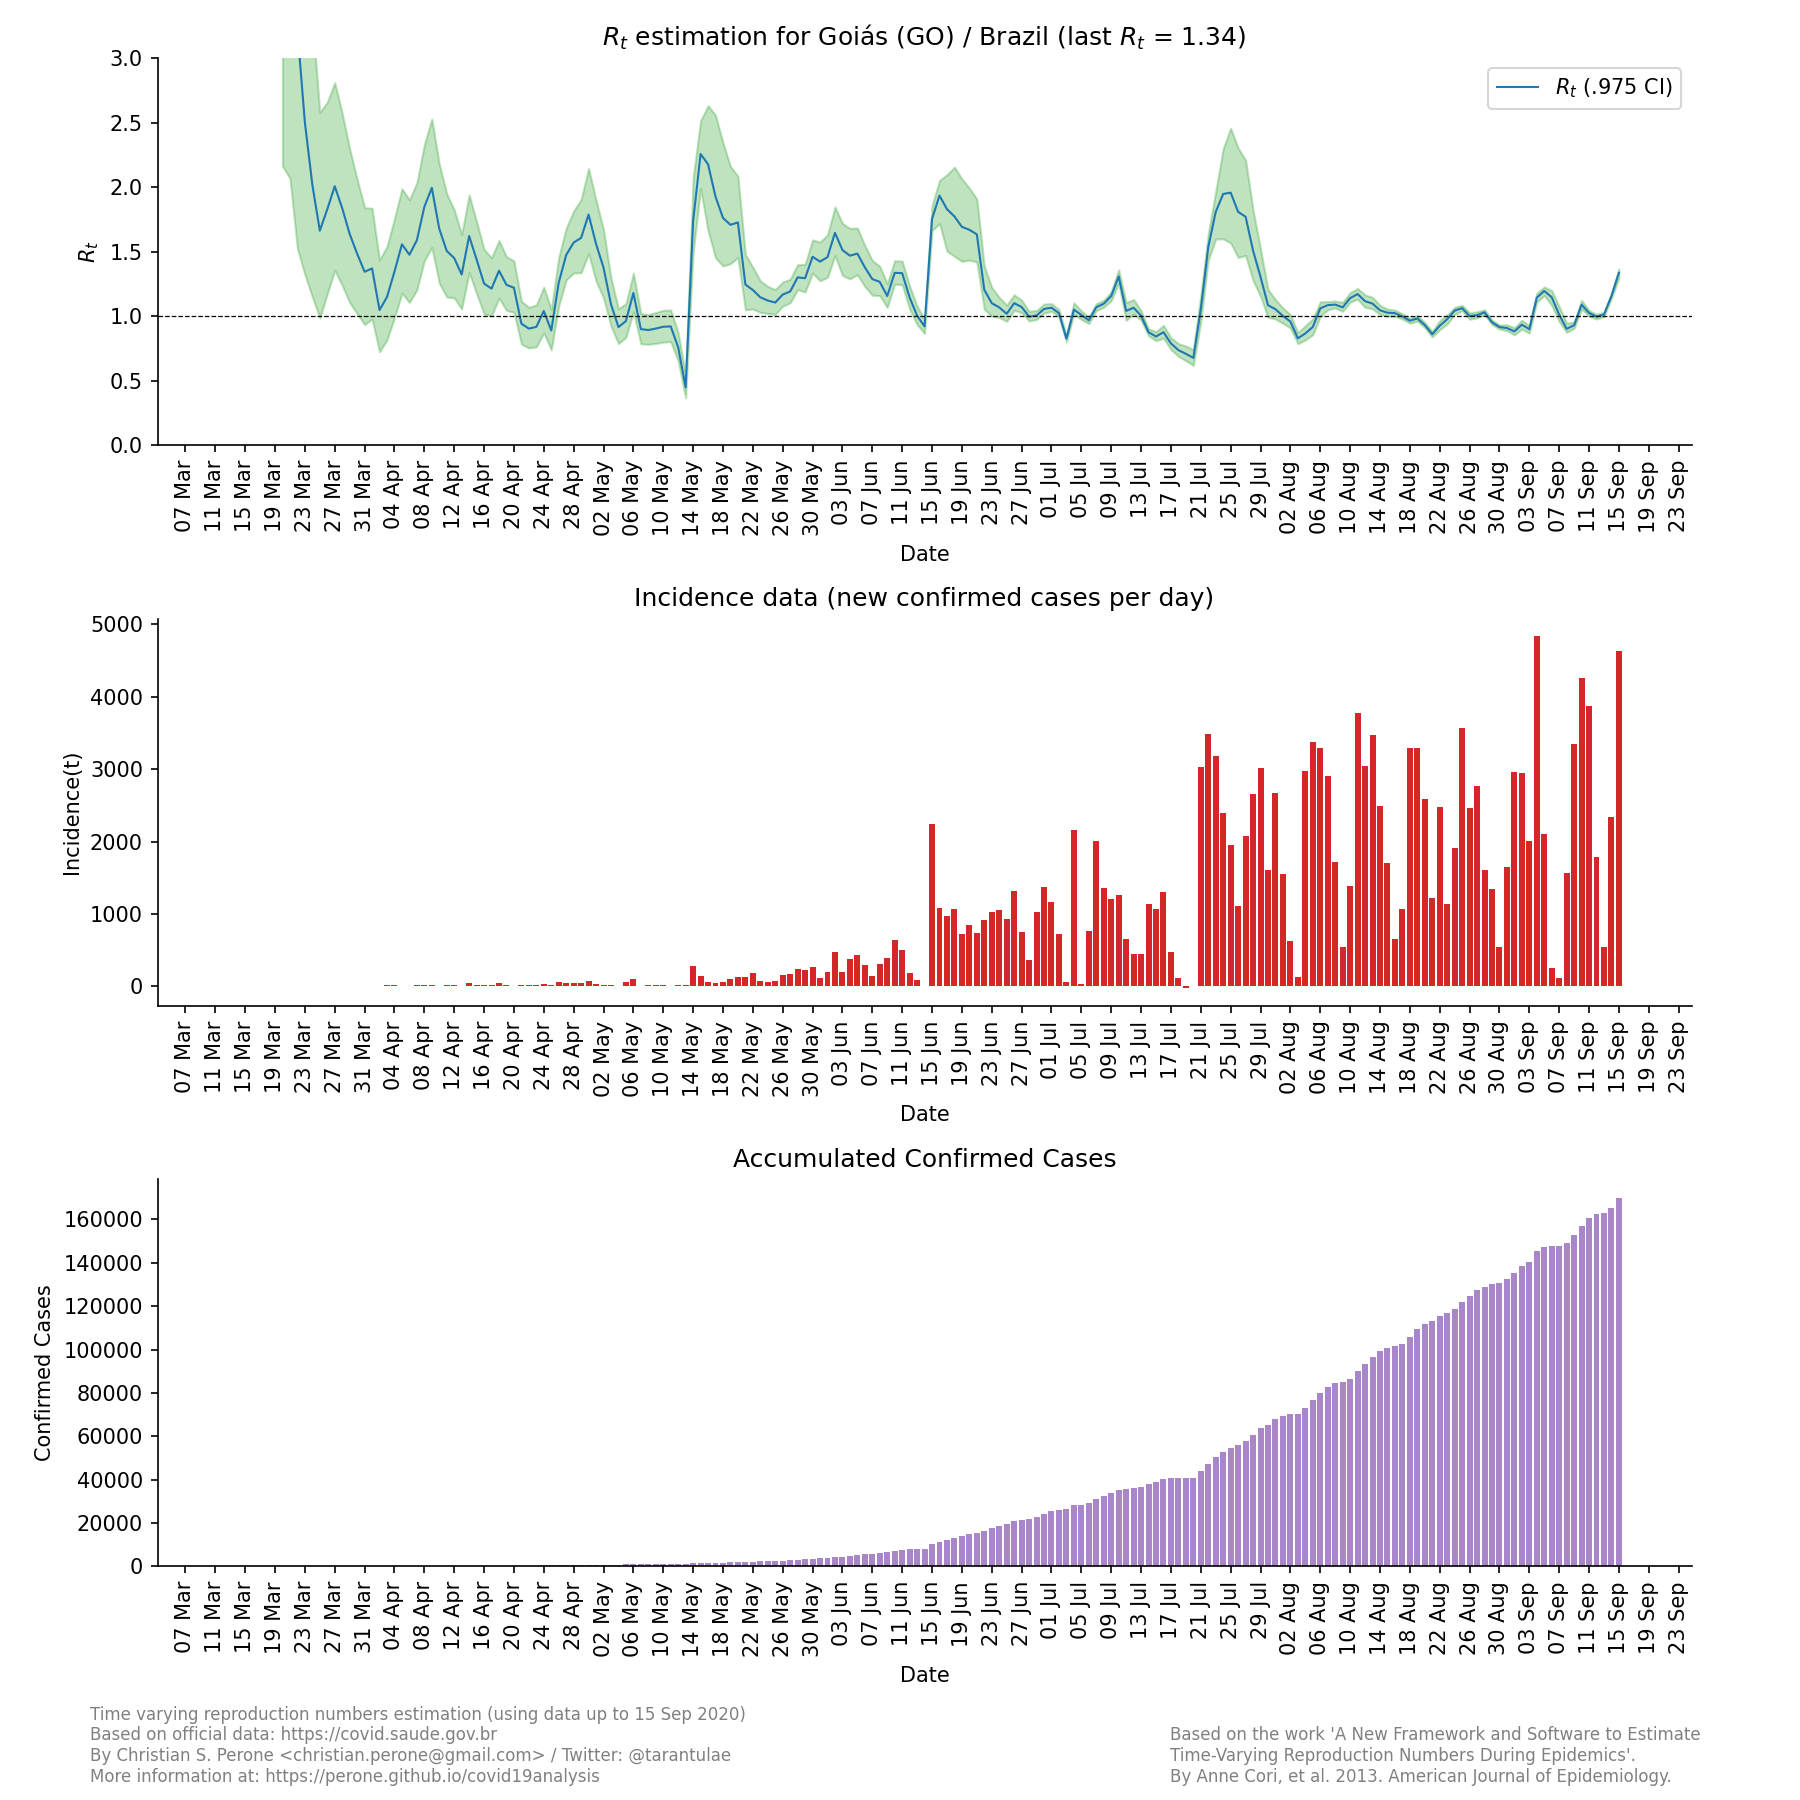 Rt estimation for Goiás (GO) / Brazil (last Rt = 1.34)
Rt (.975 CI)
3.0
2.5
2.0
1.5
1.0
0.5
0.0
Rt
07 Mar 11 Mar 15 Mar 19 Mar 23 Mar 27 Mar 31 Mar 04 Apr 08 Apr 12 Apr 16 Apr 20 Apr 24 Apr 28 Apr 02 May 06 May 10 May 14 May 18 May 22 May 26 May 30 May 03 Jun 07 Jun 11 Jun 15 Jun 19 Jun 23 Jun 27 Jun 01 Jul 05 Jul 09 Jul 13 Jul 17 Jul 21 Jul 25 Jul 29 Jul 02 Aug 06 Aug 10 Aug 14 Aug 18 Aug 22 Aug 26 Aug 30 Aug 03 Sep 07 Sep 11 Sep 15 Sep 19 Sep 23 Sep
Date
Incidence data (new confirmed cases per day)
5000
4000
3000
2000
1000
0
Incidence(t)
07 Mar 11 Mar 15 Mar 19 Mar 23 Mar 27 Mar 31 Mar 04 Apr 08 Apr 12 Apr 16 Apr 20 Apr 24 Apr 28 Apr 02 May 06 May 10 May 14 May 18 May 22 May 26 May 30 May 03 Jun 07 Jun 11 Jun 15 Jun 19 Jun 23 Jun 27 Jun 01 Jul 05 Jul 09 Jul 13 Jul 17 Jul 21 Jul 25 Jul 29 Jul 02 Aug 06 Aug 10 Aug 14 Aug 18 Aug 22 Aug 26 Aug 30 Aug 03 Sep 07 Sep 11 Sep 15 Sep 19 Sep 23 Sep
Date
Accumulated Confirmed Cases
160000
140000
120000
100000
80000
60000
40000
20000
0
Confirmed Cases
07 Mar 11 Mar 15 Mar 19 Mar 23 Mar 27 Mar 31 Mar 04 Apr 08 Apr 12 Apr 16 Apr 20 Apr 24 Apr 28 Apr 02 May 06 May 10 May 14 May 18 May 22 May 26 May 30 May 03 Jun 07 Jun 11 Jun 15 Jun 19 Jun 23 Jun 27 Jun 01 Jul 05 Jul 09 Jul 13 Jul 17 Jul 21 Jul 25 Jul 29 Jul 02 Aug 06 Aug 10 Aug 14 Aug 18 Aug 22 Aug 26 Aug 30 Aug 03 Sep 07 Sep 11 Sep 15 Sep 19 Sep 23 Sep
Date
Time varying reproduction numbers estimation (using data up to 15 Sep 2020)
Based on official data: https://covid.saude.gov.br
By Christian S. Perone <christian.perone@gmail.com> / Twitter: @tarantulae
More information at: https://perone.github.io/covid19analysis
Based on the work 'A New Framework and Software to Estimate
Time-Varying Reproduction Numbers During Epidemics'.
By Anne Cori, et al. 2013. American Journal of Epidemiology.